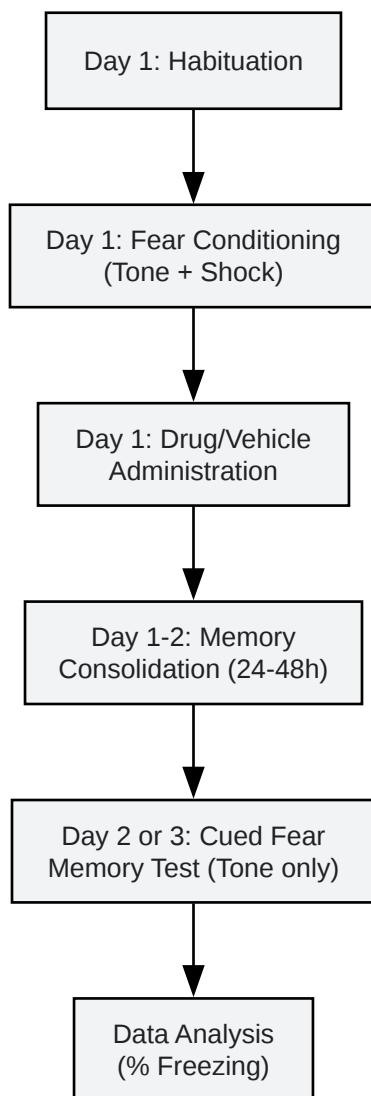 Day 1: Habituation
Day 1: Fear Conditioning
(Tone + Shock)
Day 1: Drug/Vehicle
Administration
Day 1-2: Memory
Consolidation (24-48h)
Day 2 or 3: Cued Fear
Memory Test (Tone only)
Data Analysis
(% Freezing)